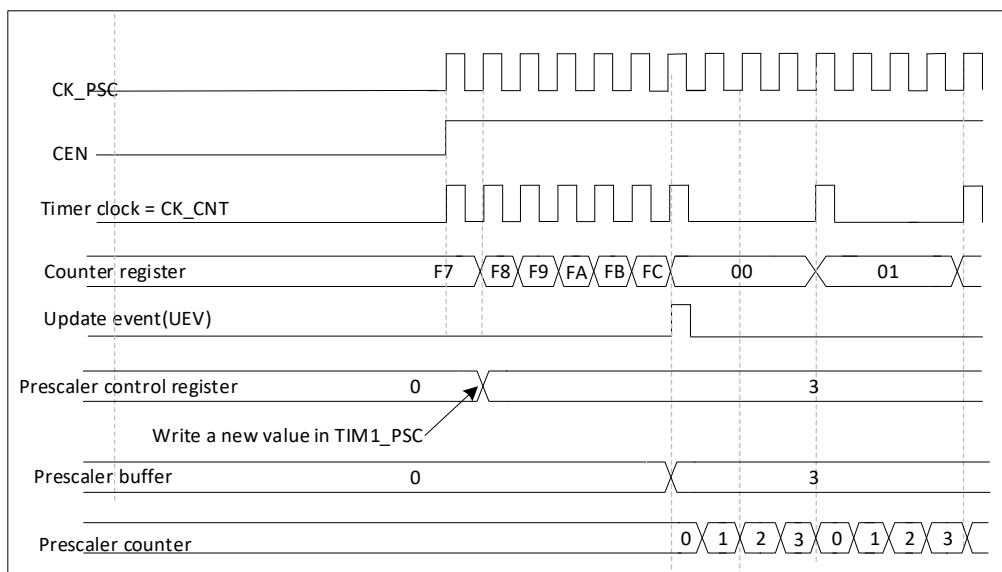 CK_PSC
CEN
Timer clock = CK_CNT
Counter register F7 F8 F9 FA FB FC 00 01
Update event(UEV)
Prescaler control register 0 3
Write a new value in TIM1_PSC
Prescaler buffer 0 3
Prescaler counter 0 1 2 3 0 1 2 3